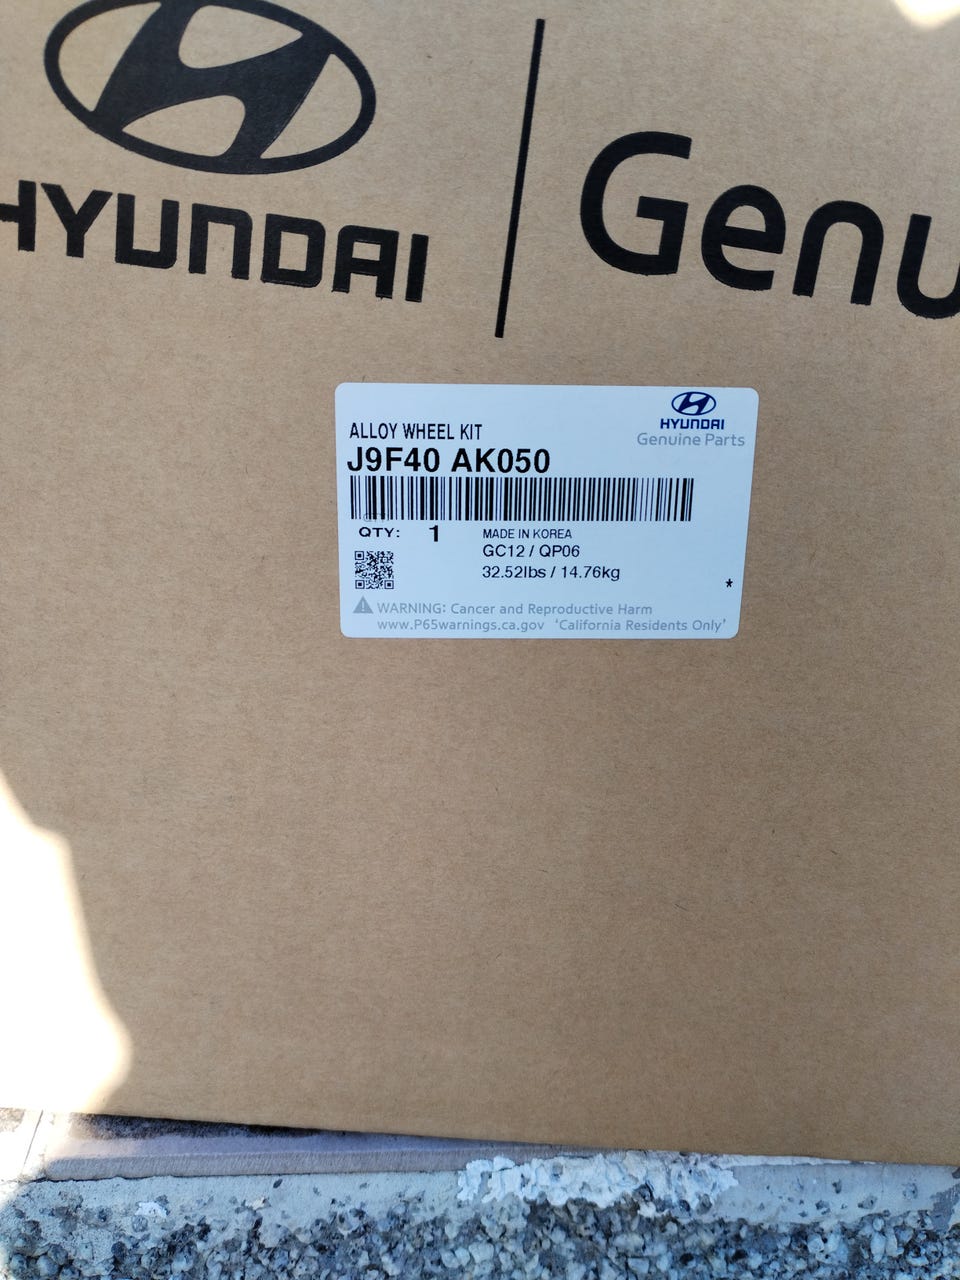 HYUNDAI
Genu
HYUNDAI
Genuine Parts
ALLOY WHEEL KIT
J9F40 AK050
QTY: 1
MADE IN KOREA
GC12 / QP06
32.52lbs / 14.76kg
*
WARNING: Cancer and Reproductive Harm
www.P65warnings.ca.gov 'California Residents Only'